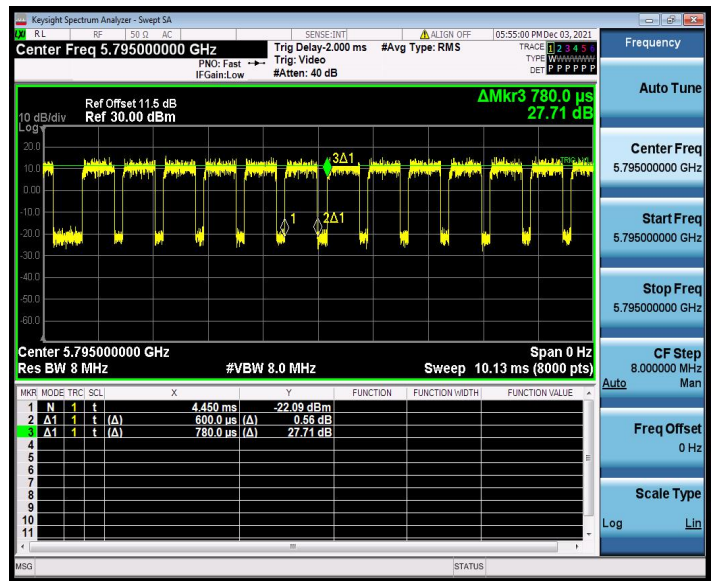 Keysight Spectrum Analyzer - Swept SA
LXI RL RF 50 Ω AC SENSE:INT ALIGN OFF 05:55:00 PM Dec 03, 2021
Center Freq 5.795000000 GHz
PNO: Fast
IFGain:Low
Trig Delay-2.000 ms
Trig: Video
#Atten: 40 dB
#Avg Type: RMS
TRACE 1 2 3 4 5 6
TYPE WWWWWW
DET P P P P P P
ΔMkr3 780.0 µs
27.71 dB
Ref Offset 11.5 dB
10 dB/div Ref 30.00 dBm
Log
20.0
10.0
0.00
-10.0
-20.0
-30.0
-40.0
-50.0
-60.0
3Δ1
1
2Δ1
Center 5.795000000 GHz Span 0 Hz
Res BW 8 MHz #VBW 8.0 MHz Sweep 10.13 ms (8000 pts)
MKR MODE TRC SCL X Y FUNCTION FUNCTION WIDTH FUNCTION VALUE
1 N 1 t 4.450 ms -22.09 dBm
2 Δ1 1 t (Δ) 600.0 µs (Δ) 0.56 dB
3 Δ1 1 t (Δ) 780.0 µs (Δ) 27.71 dB
4
5
6
7
8
9
10
11
MSG STATUS
Frequency
Auto Tune
Center Freq
5.795000000 GHz
Start Freq
5.795000000 GHz
Stop Freq
5.795000000 GHz
CF Step
8.000000 MHz
Auto Man
Freq Offset
0 Hz
Scale Type
Log Lin